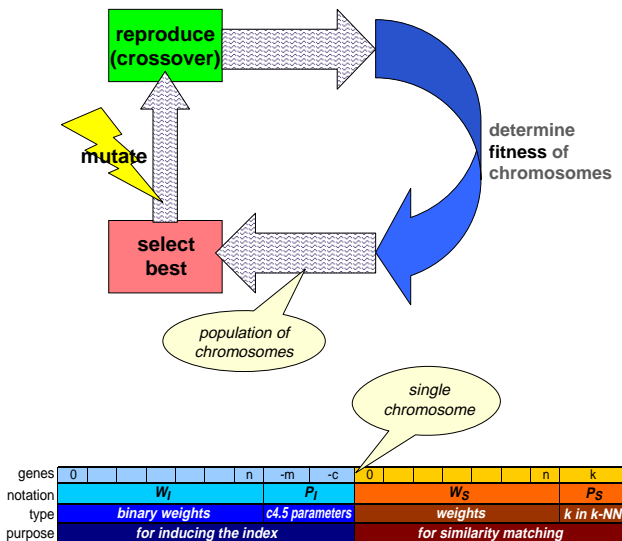 reproduce
(crossover)
determine
fitness of
chromosomes
mutate
select
best
population of
chromosomes
single
chromosome
genes 0 n -m -c 0 n k
notation W_I P_I W_S P_S
type binary weights c4.5 parameters weights k in k-NN
purpose for inducing the index for similarity matching